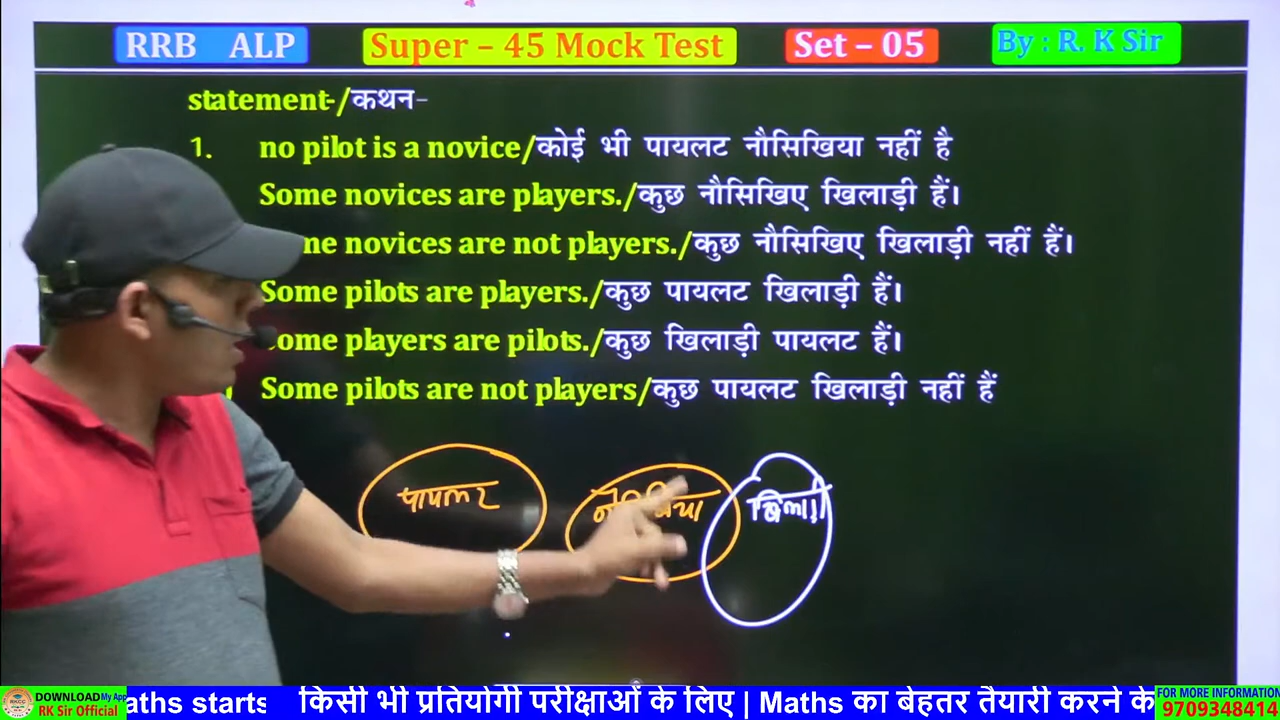 RRB ALP Super – 45 Mock Test Set – 05 By : R. K Sir
statement-/कथन-
1. no pilot is a novice/कोई भी पायलट नौसिखिया नहीं है
Some novices are players./कुछ नौसिखिए खिलाड़ी हैं।
me novices are not players./कुछ नौसिखिए खिलाड़ी नहीं हैं।
Some pilots are players./कुछ पायलट खिलाड़ी हैं।
ome players are pilots./कुछ खिलाड़ी पायलट हैं।
Some pilots are not players/कुछ पायलट खिलाड़ी नहीं हैं
पायलट
खिलाड़ी
DOWNLOAD My App
RK Sir Official
aths starts किसी भी प्रतियोगी परीक्षाओं के लिए | Maths का बेहतर तैयारी करने के
FOR MORE INFORMATION
9709348414